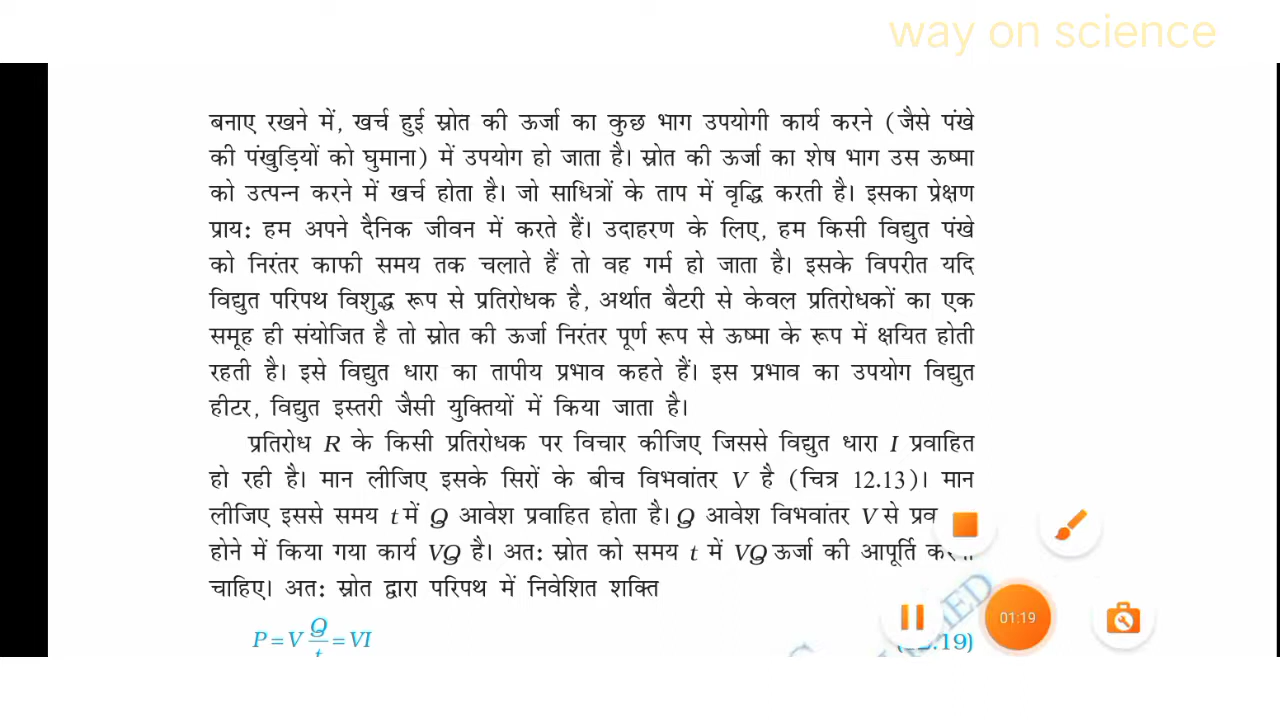 way on science
बनाए रखने में, खर्च हुई स्रोत की ऊर्जा का कुछ भाग उपयोगी कार्य करने (जैसे पंखे
की पंखुड़ियों को घुमाना) में उपयोग हो जाता है। स्रोत की ऊर्जा का शेष भाग उस ऊष्मा
को उत्पन्न करने में खर्च होता है। जो साधित्रों के ताप में वृद्धि करती है। इसका प्रेक्षण
प्राय: हम अपने दैनिक जीवन में करते हैं। उदाहरण के लिए, हम किसी विद्युत पंखे
को निरंतर काफी समय तक चलाते हैं तो वह गर्म हो जाता है। इसके विपरीत यदि
विद्युत परिपथ विशुद्ध रूप से प्रतिरोधक है, अर्थात बैटरी से केवल प्रतिरोधकों का एक
समूह ही संयोजित है तो स्रोत की ऊर्जा निरंतर पूर्ण रूप से ऊष्मा के रूप में क्षयित होती
रहती है। इसे विद्युत धारा का तापीय प्रभाव कहते हैं। इस प्रभाव का उपयोग विद्युत
हीटर, विद्युत इस्तरी जैसी युक्तियों में किया जाता है।
प्रतिरोध R के किसी प्रतिरोधक पर विचार कीजिए जिससे विद्युत धारा I प्रवाहित
हो रही है। मान लीजिए इसके सिरों के बीच विभवांतर V है (चित्र 12.13)। मान
लीजिए इससे समय t में Q आवेश प्रवाहित होता है। Q आवेश विभवांतर V से
होने में किया गया कार्य VQ है। अत: स्रोत को समय t में VQ ऊर्जा की आपूर्ति
चाहिए। अत: स्रोत द्वारा परिपथ में निवेशित शक्ति
01:19
P = V Q/t = VI